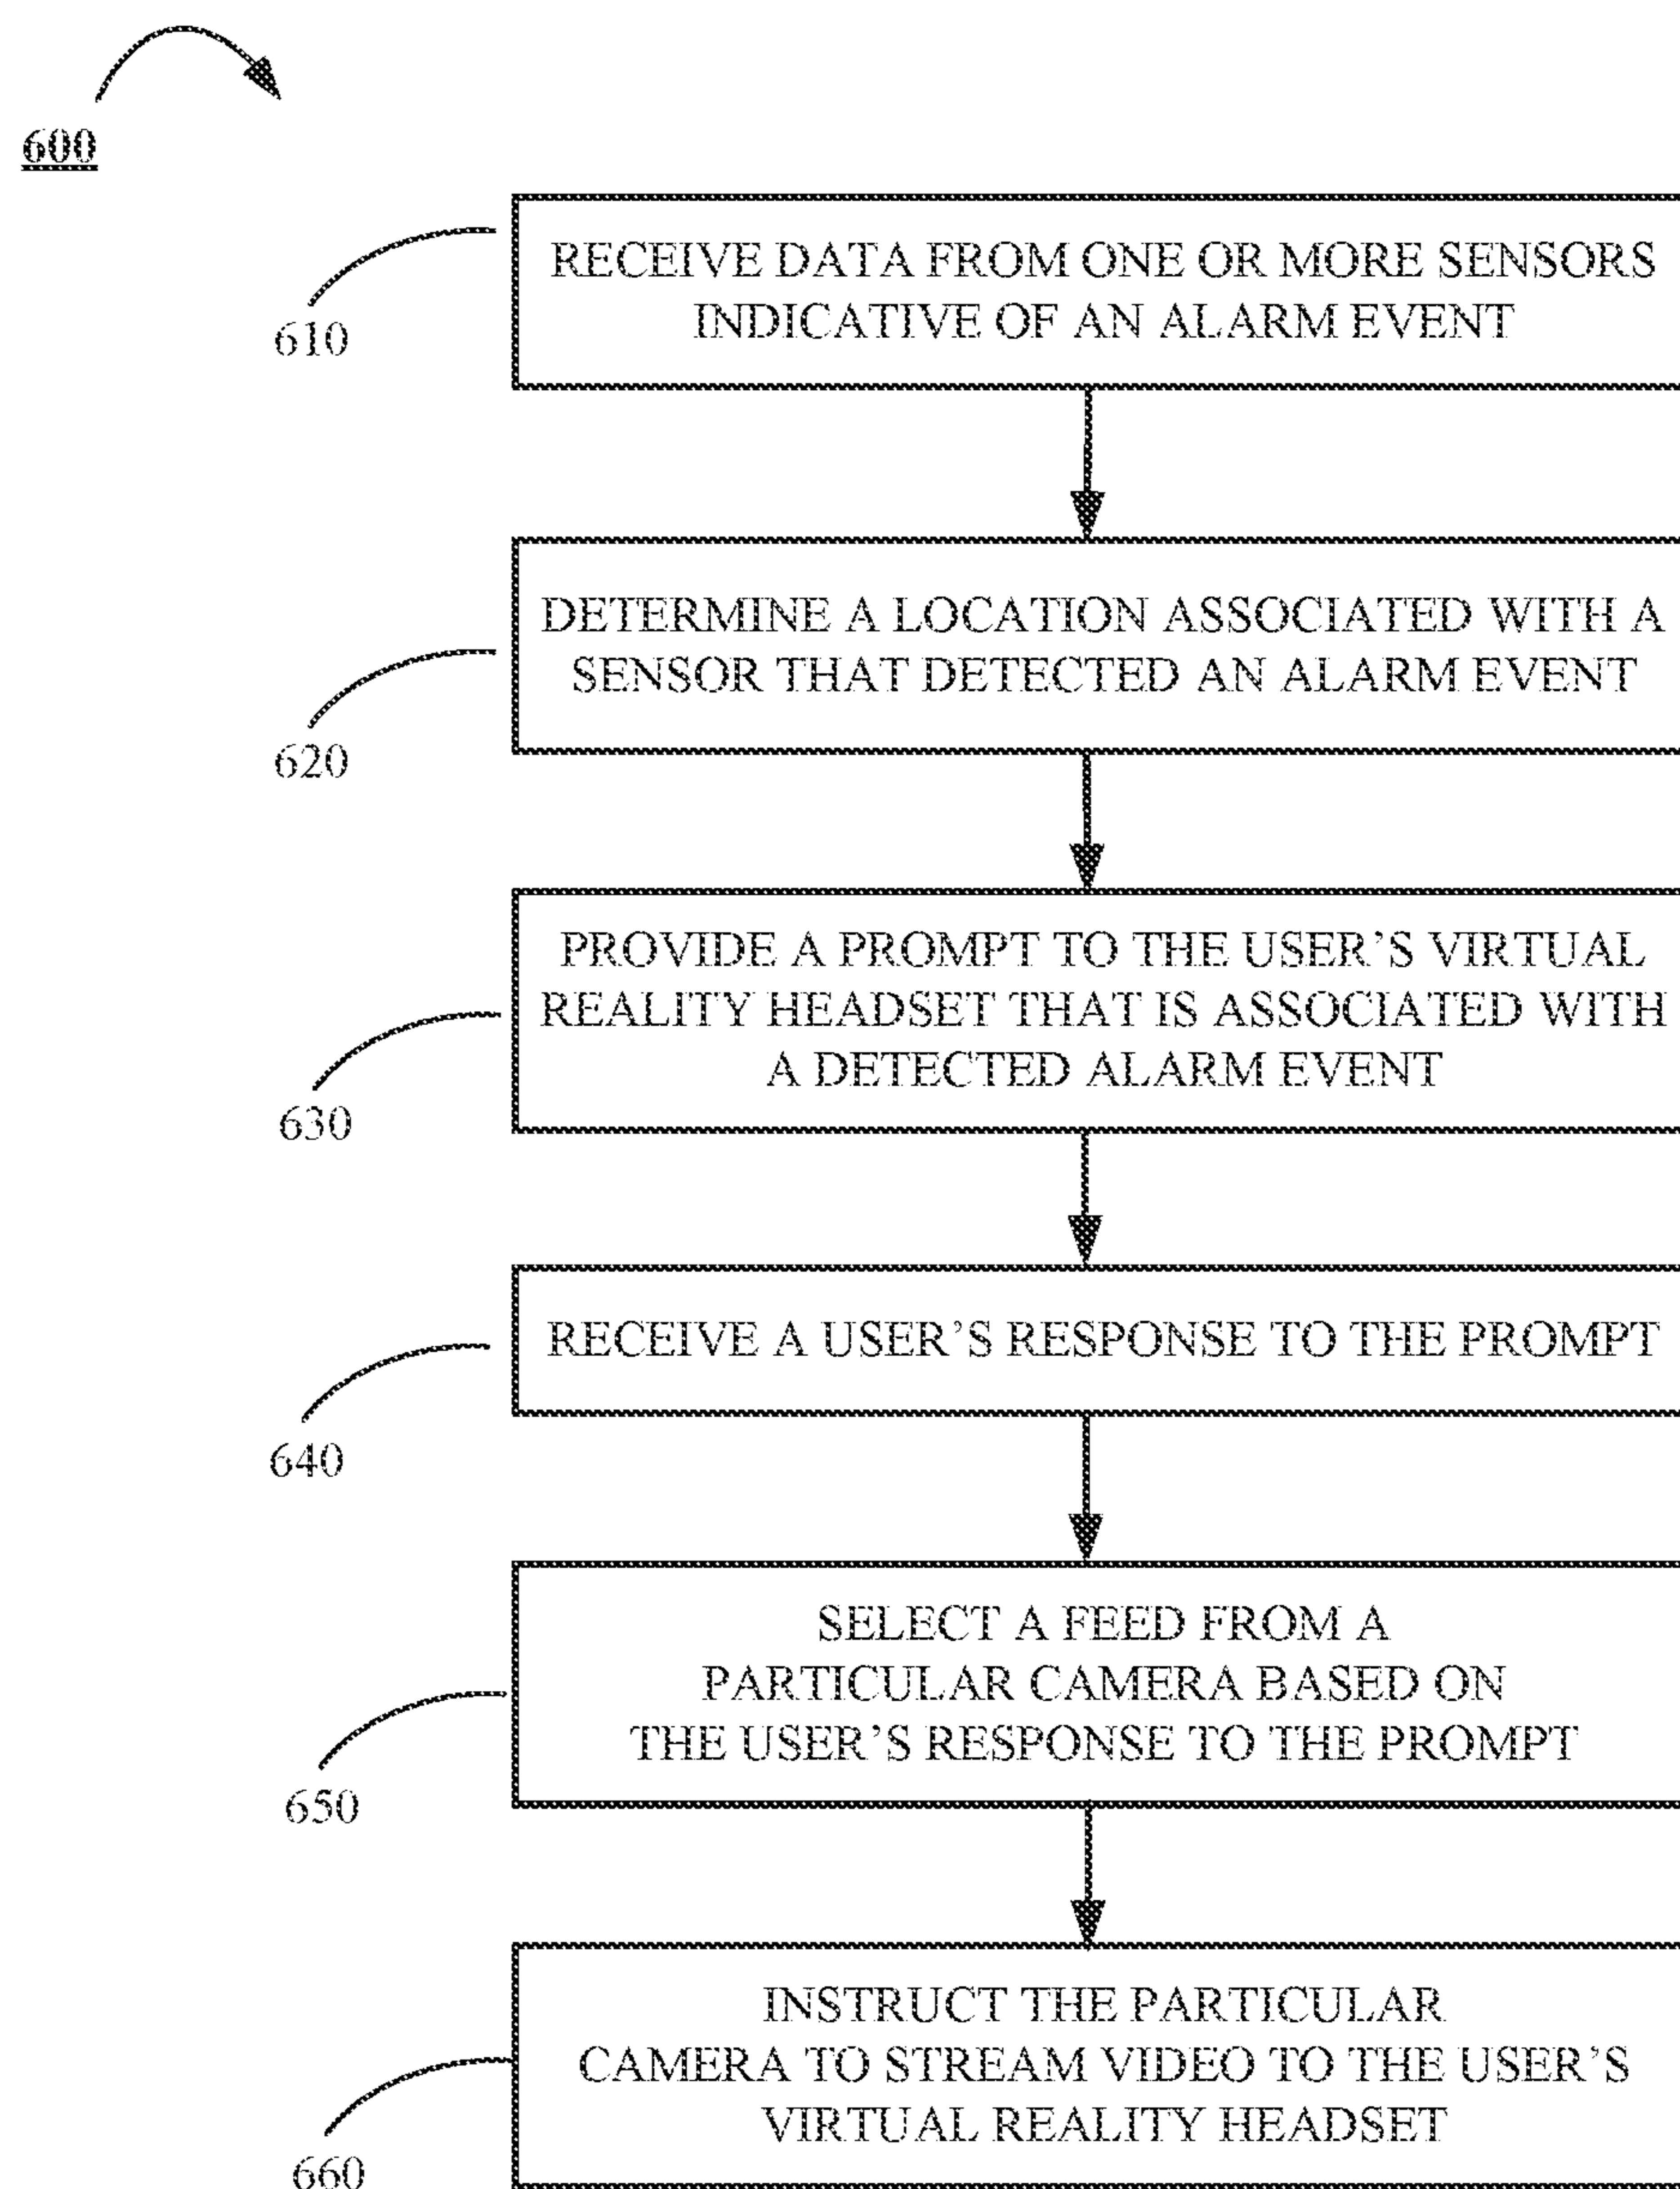 600
RECEIVE DATA FROM ONE OR MORE SENSORS
INDICATIVE OF AN ALARM EVENT
610
DETERMINE A LOCATION ASSOCIATED WITH A
SENSOR THAT DETECTED AN ALARM EVENT
620
PROVIDE A PROMPT TO THE USER’S VIRTUAL
REALITY HEADSET THAT IS ASSOCIATED WITH
A DETECTED ALARM EVENT
630
RECEIVE A USER’S RESPONSE TO THE PROMPT
640
SELECT A FEED FROM A
PARTICULAR CAMERA BASED ON
THE USER’S RESPONSE TO THE PROMPT
650
INSTRUCT THE PARTICULAR
CAMERA TO STREAM VIDEO TO THE USER’S
VIRTUAL REALITY HEADSET
660